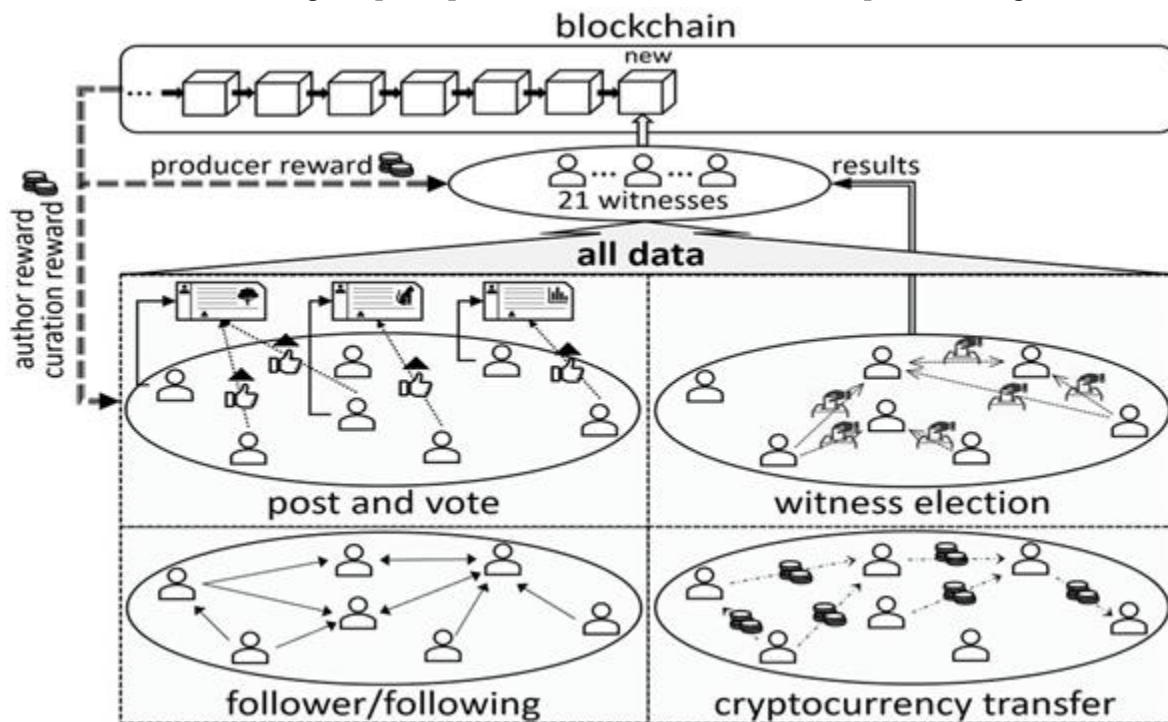 blockchain
new
...
producer reward
... ...
21 witnesses
results
author reward
curation reward
all data
post and vote
witness election
follower/following
cryptocurrency transfer